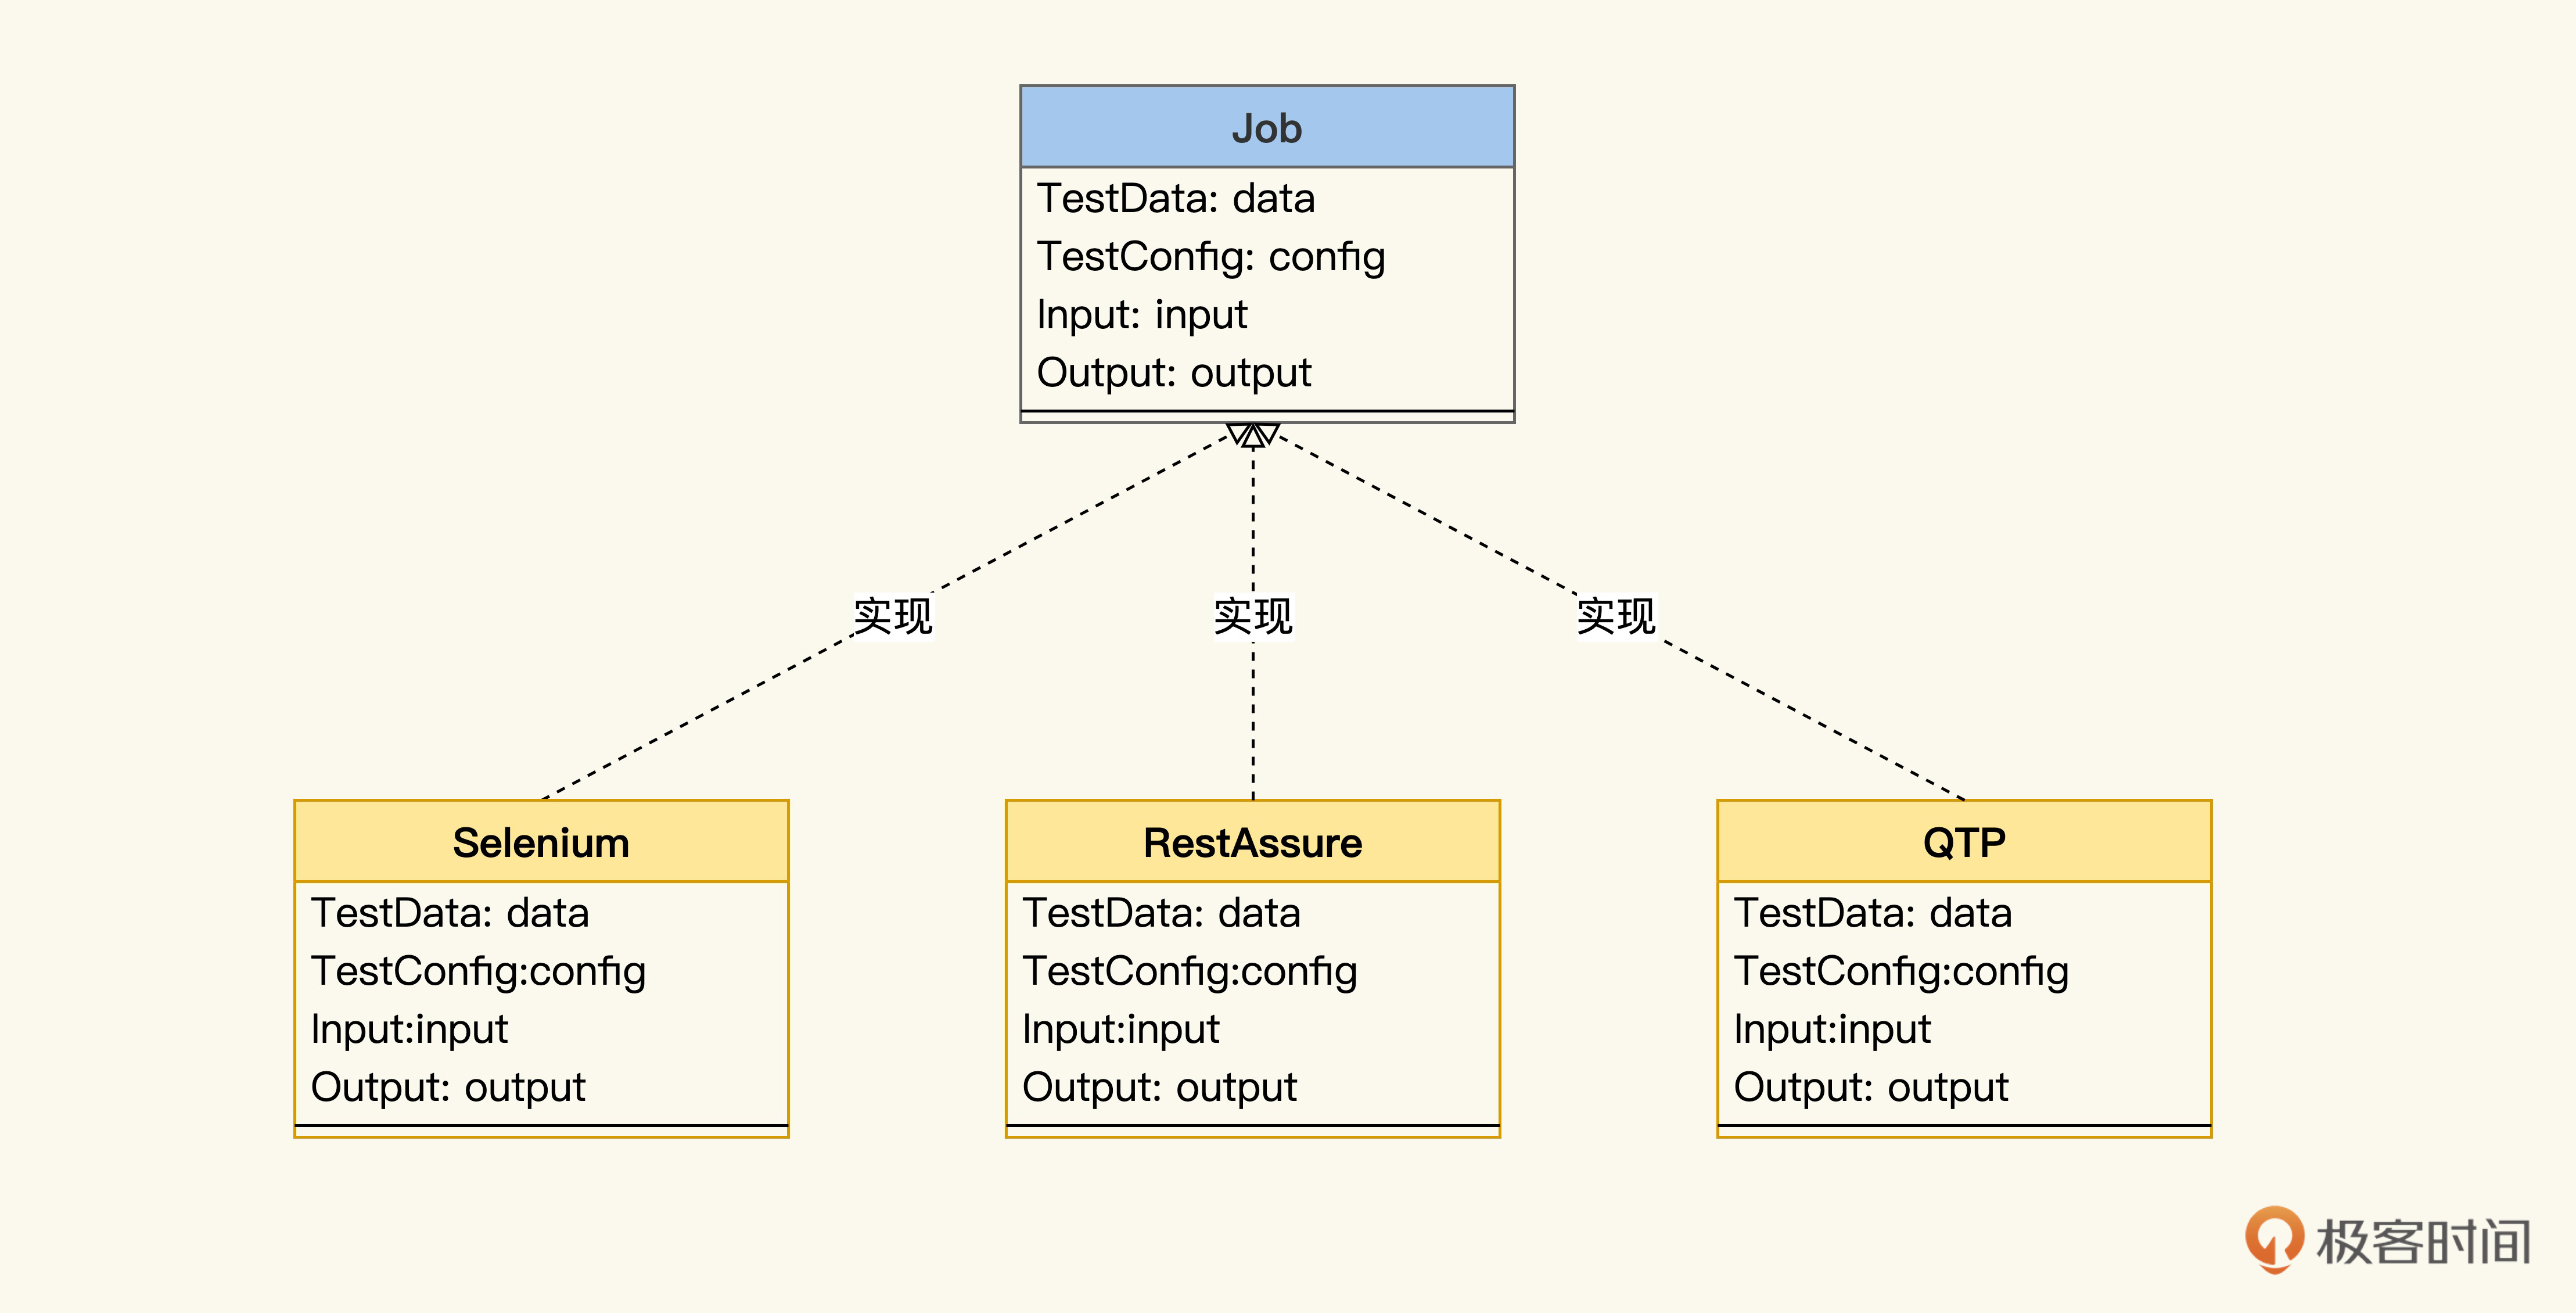 Job
TestData: data
TestConfig: config
Input: input
Output: output
实现
实现
实现
Selenium
TestData: data
TestConfig:config
Input:input
Output: output
RestAssure
TestData: data
TestConfig:config
Input:input
Output: output
QTP
TestData: data
TestConfig:config
Input:input
Output: output
极客时间